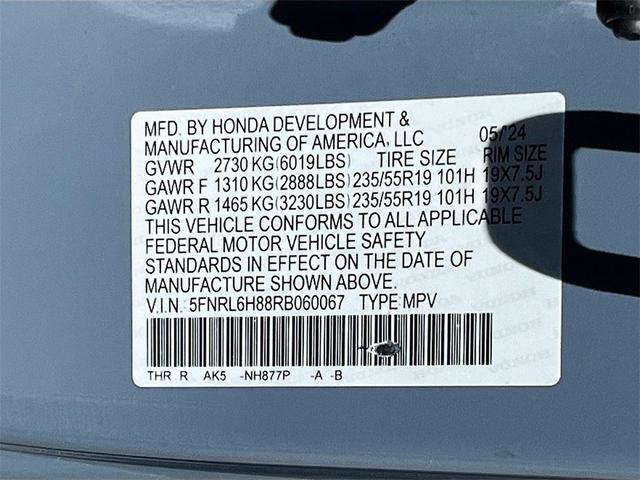 MFD. BY HONDA DEVELOPMENT &
MANUFACTURING OF AMERICA, LLC 05/'24
GVWR 2730 KG(6019LBS) TIRE SIZE RIM SIZE
GAWR F 1310 KG(2888LBS) 235/55R19 101H 19X7.5J
GAWR R 1465 KG(3230LBS) 235/55R19 101H 19X7.5J
THIS VEHICLE CONFORMS TO ALL APPLICABLE
FEDERAL MOTOR VEHICLE SAFETY
STANDARDS IN EFFECT ON THE DATE OF
MANUFACTURE SHOWN ABOVE.
V.I.N.: 5FNRL6H88RB060067 TYPE MPV
THR R AK5 -NH877P -A -B